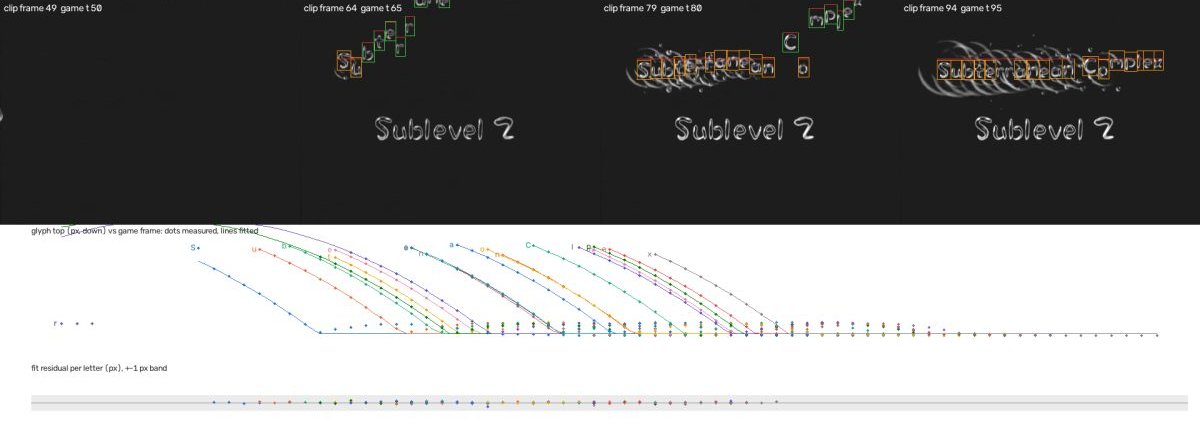 clip frame 49 game t 50
clip frame 64 game t 65
clip frame 79 game t 80
clip frame 94 game t 95
Subterranean Co
Subterranean Complex
Sublevel 2
Sublevel 2
Sublevel 2
glyph top (px, down) vs game frame: dots measured, lines fitted
fit residual per letter (px), +-1 px band